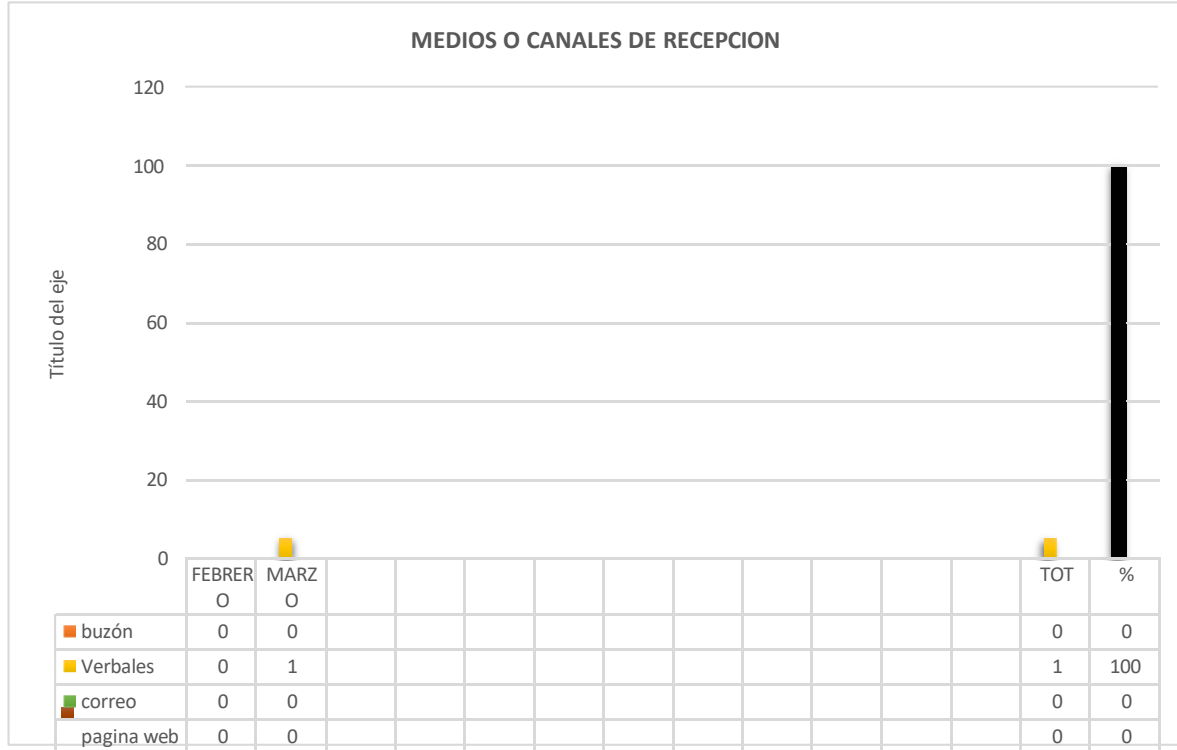 MEDIOS O CANALES DE RECEPCION
120
100
80
60
40
20
0
Título del eje
FEBRER
O
MARZ
O
TOT
%
buzón 0 0 0 0
Verbales 0 1 1 100
correo 0 0 0 0
pagina web 0 0 0 0